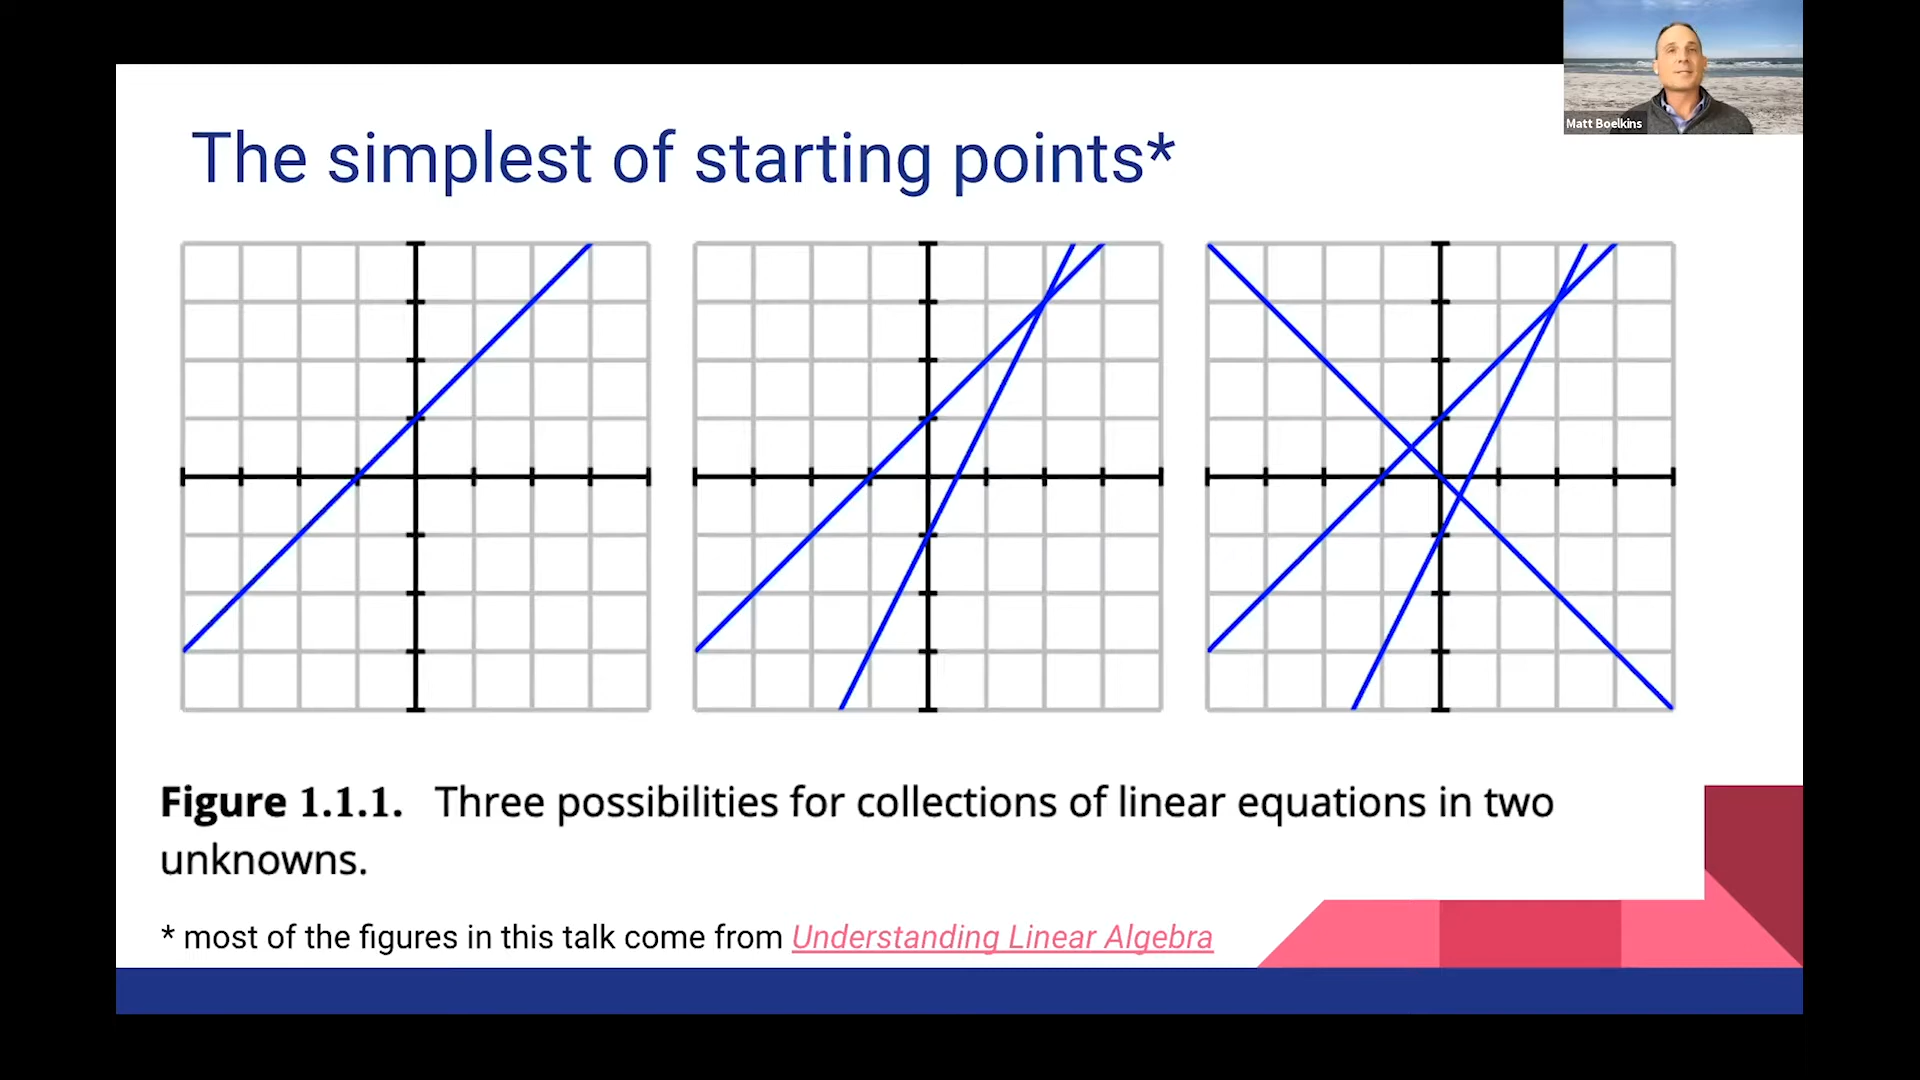 Matt Boelkins
The simplest of starting points*
Figure 1.1.1. Three possibilities for collections of linear equations in two
unknowns.
* most of the figures in this talk come from Understanding Linear Algebra